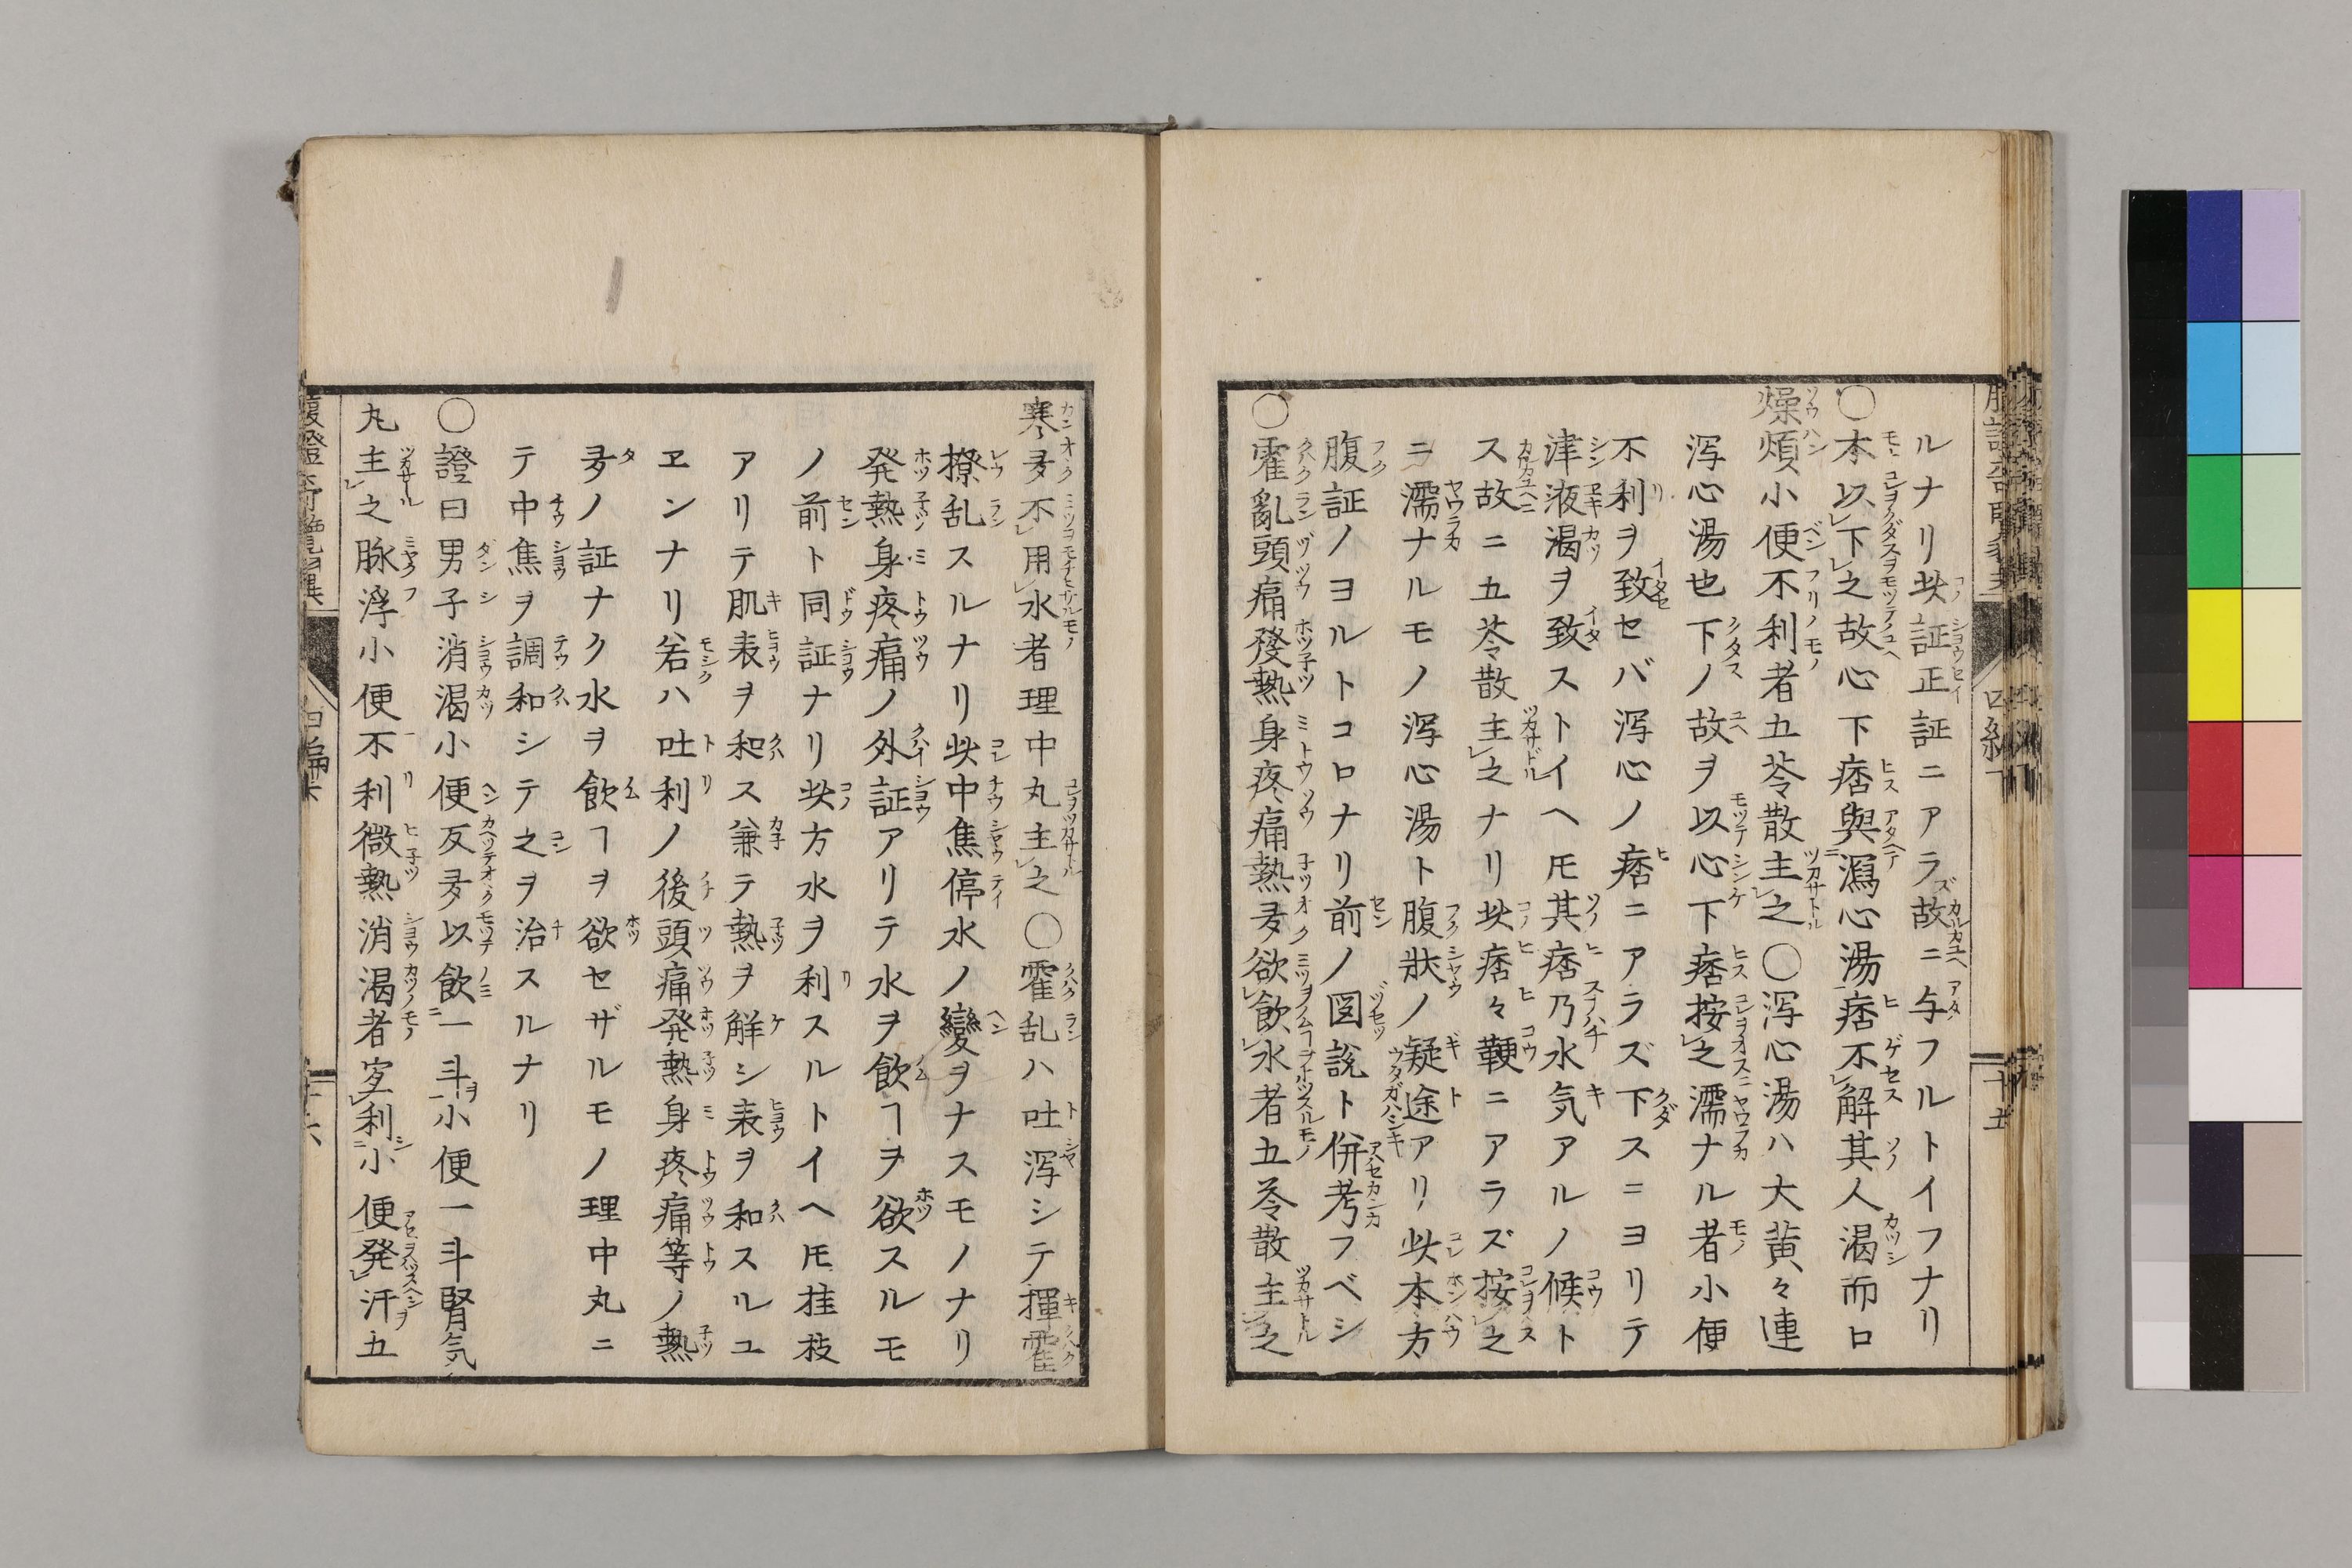 ルナリ此証正証ニアラズ故ニ与フルトイフナリ
〇本以下之故心下痞與瀉心湯痞不解其人渇而口
燥煩小便不利者五苓散主之〇泻心湯ハ大黄々連
泻心湯也下ノ故ヲ以心下痞按之濡ナル者小便
不利ヲ致セバ泻心ノ痞ニアラズ下スニヨリテ
津液渇ヲ致ストイヘ𪜈其痞乃水気アルノ候ト
ス故ニ五苓散主之ナリ此痞々鞕ニアラズ按之
ニ濡ナルモノ泻心湯ト腹狀ノ疑途アリ此本方
腹証ノヨルトコロナリ前ノ図説ト併考フベシ
〇霍亂頭痛發熱身疼痛熱多欲飲水者五苓散主之
十五
寒多不用水者理中丸主之〇霍乱ハ吐泻シテ揮霍
撩乱スルナリ此中焦停水ノ變ヲナスモノナリ
発熱身疼痛ノ外証アリテ水ヲ飲ヿヲ欲スルモ
ノ前ト同証ナリ此方水ヲ利スルトイヘ𪜈桂枝
アリテ肌表ヲ和ス兼テ熱ヲ解シ表ヲ和スルユ
ヱンナリ若ハ吐利ノ後頭痛発熱身疼痛等ノ熱
多ノ証ナク水ヲ飲ヿヲ欲セザルモノ理中丸ニ
テ中焦ヲ調和シテ之ヲ治スルナリ
〇證曰男子消渇小便反多以飲一斗小便一斗腎気
丸主之脉浮小便不利微熱消渇者宜利小便発汗五